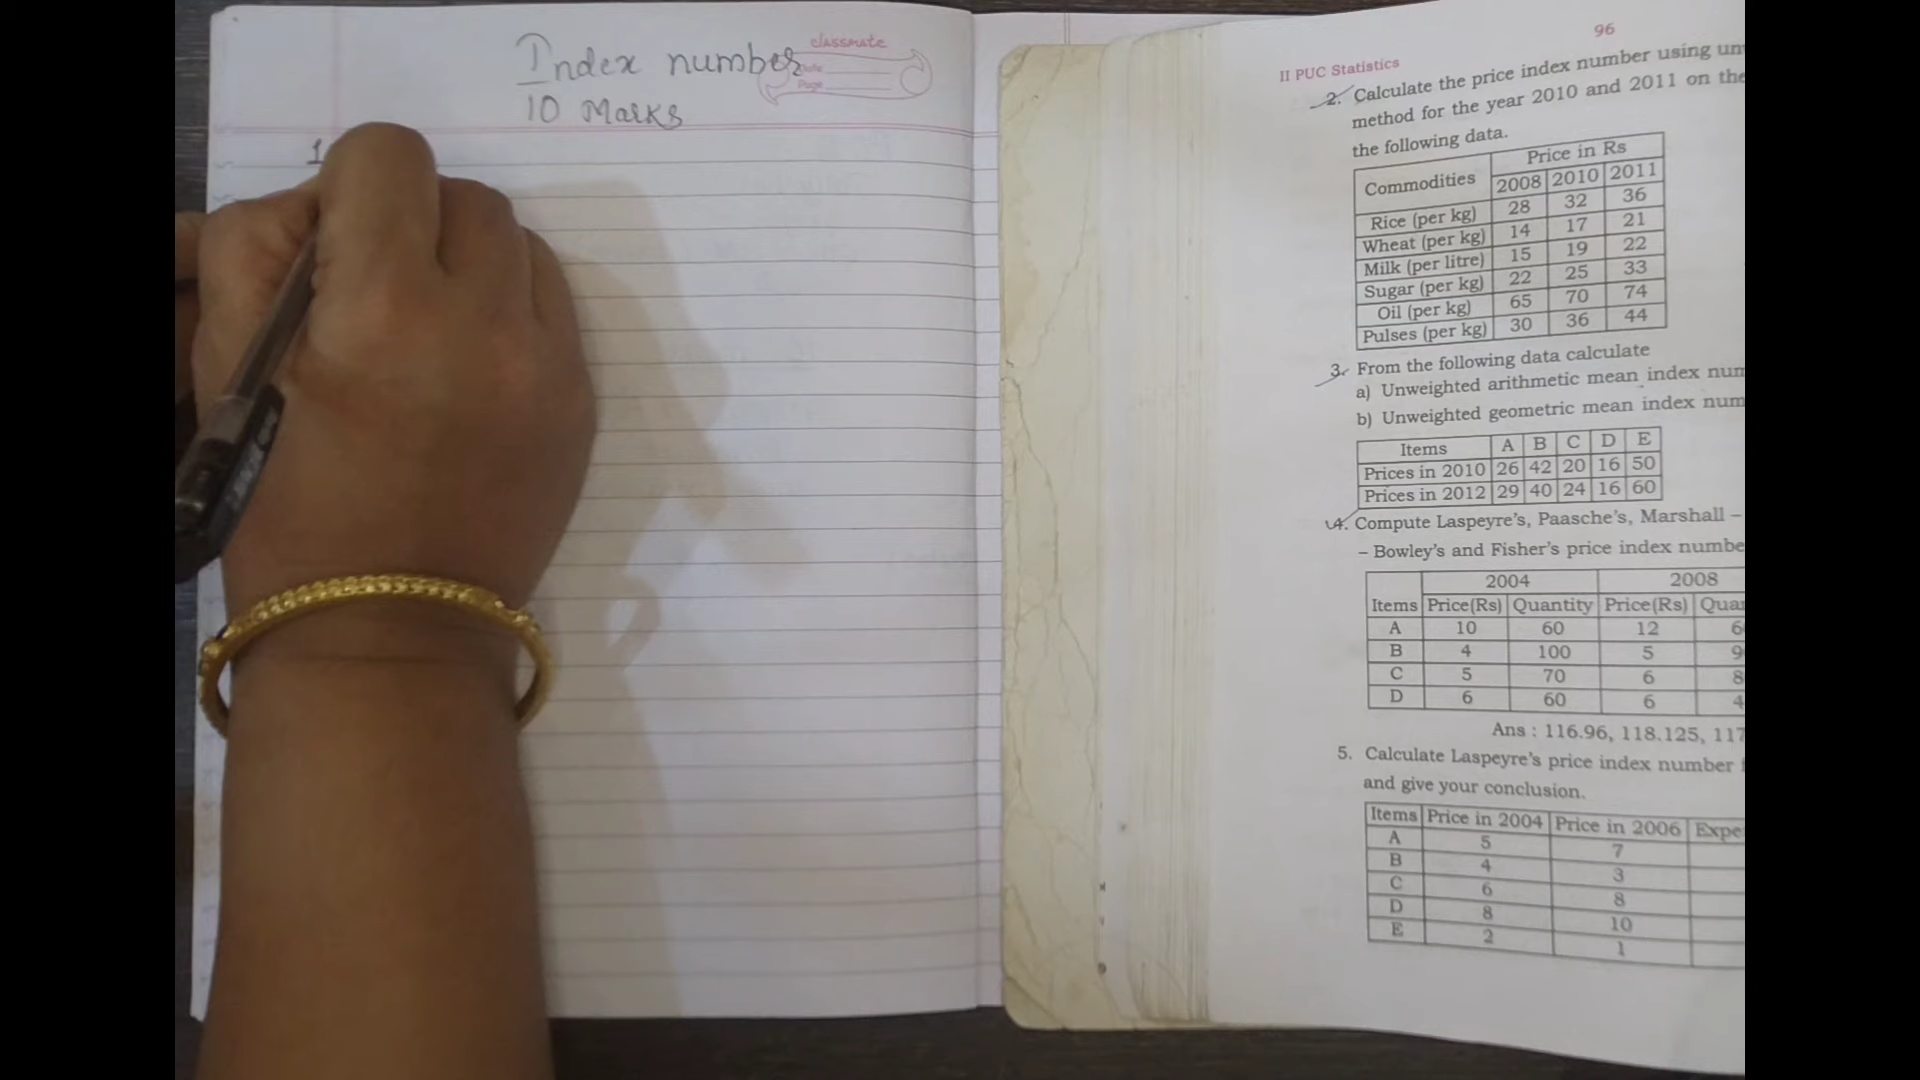 Index number
10 Marks
classmate
Date
Page
1
96
II PUC Statistics
2. Calculate the price index number using
method for the year 2010 and 2011 on the
the following data.
Commodities Price in Rs
2008 2010 2011
Rice (per kg) 28 32 36
Wheat (per kg) 14 17 21
Milk (per litre) 15 19 22
Sugar (per kg) 22 25 33
Oil (per kg) 65 70 74
Pulses (per kg) 30 36 44
3. From the following data calculate
a) Unweighted arithmetic mean index
b) Unweighted geometric mean index
Items A B C D E
Prices in 2010 26 42 20 16 50
Prices in 2012 29 40 24 16 60
4. Compute Laspeyre's, Paasche's, Marshall –
– Bowley's and Fisher's price index
2004 2008
Items Price(Rs) Quantity Price(Rs)
A 10 60 12
B 4 100 5
C 5 70 6
D 6 60 6
Ans : 116.96, 118.125,
5. Calculate Laspeyre's price index number
and give your conclusion.
Items Price in 2004 Price in 2006
A 5 7
B 4 3
C 6 8
D 8 10
E 2 1